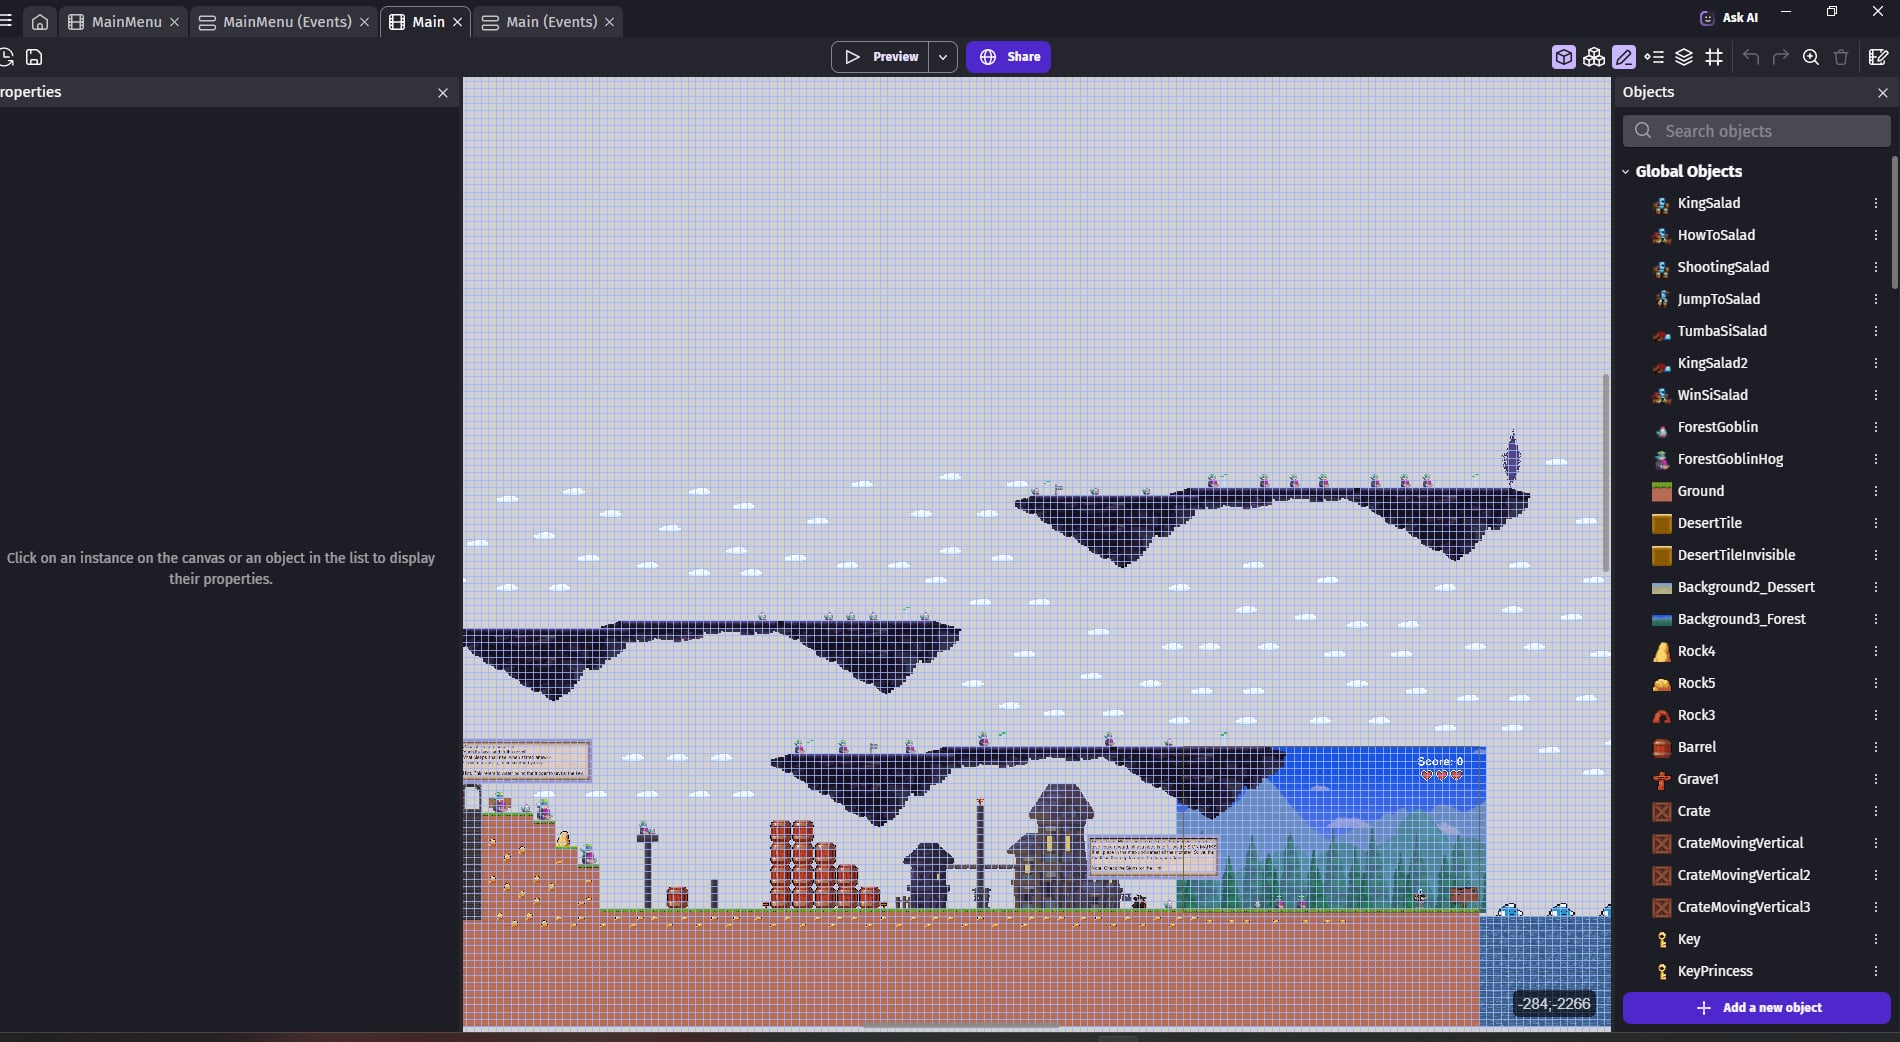 MainMenu
MainMenu (Events)
Main
Main (Events)
Ask AI
Preview
Share
roperties
Click on an instance on the canvas or an object in the list to display
their properties.
Score: 0
-284;-2266
Objects
Search objects
Global Objects
KingSalad
HowToSalad
ShootingSalad
JumpToSalad
TumbaSiSalad
KingSalad2
WinSiSalad
ForestGoblin
ForestGoblinHog
Ground
DesertTile
DesertTileInvisible
Background2_Dessert
Background3_Forest
Rock4
Rock5
Rock3
Barrel
Grave1
Crate
CrateMovingVertical
CrateMovingVertical2
CrateMovingVertical3
Key
KeyPrincess
Add a new object